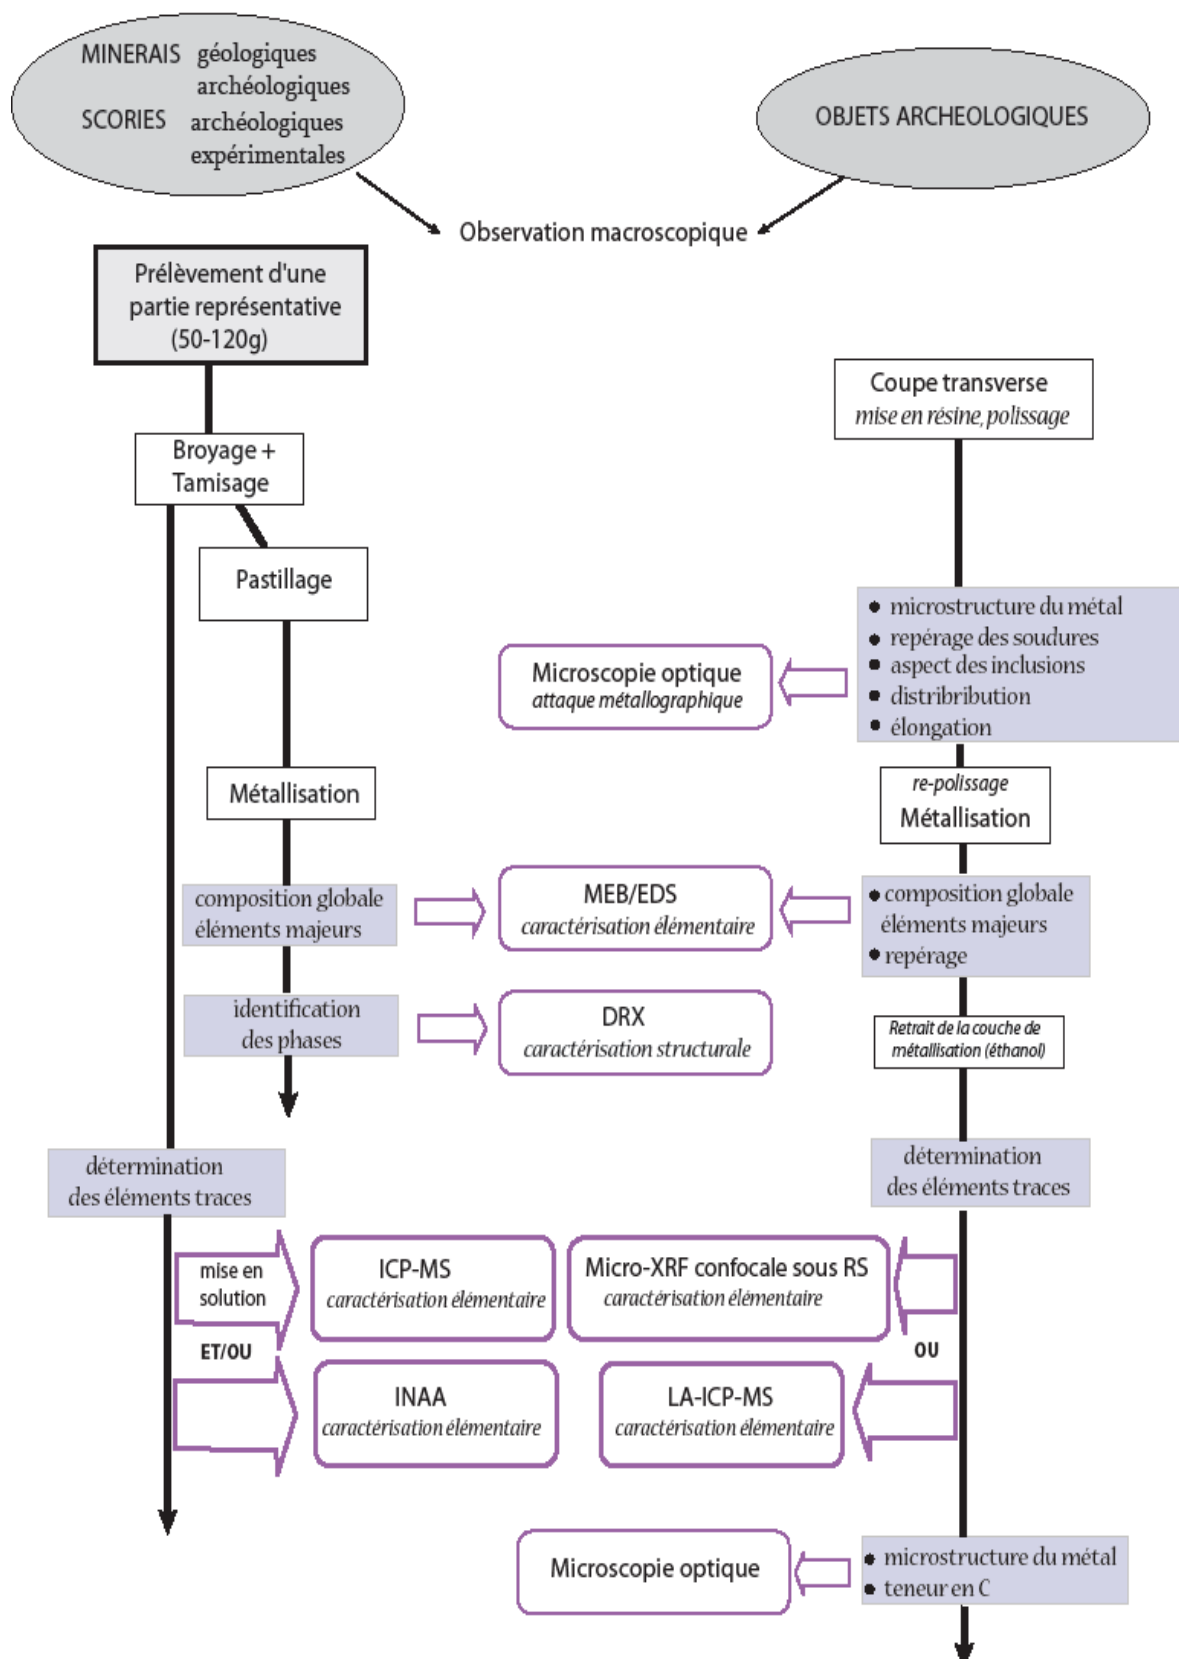 MINERAIS géologiques
archéologiques
SCORIES archéologiques
expérimentales
OBJETS ARCHEOLOGIQUES
Observation macroscopique
Prélèvement d'une
partie représentative
(50-120g)
Coupe transverse
mise en résine, polissage
Broyage +
Tamisage
Pastillage
• microstructure du métal
• repérage des soudures
• aspect des inclusions
• distribribution
• élongation
Microscopie optique
attaque métallographique
Métallisation
re-polissage
Métallisation
composition globale
éléments majeurs
MEB/EDS
caractérisation élémentaire
• composition globale
éléments majeurs
• repérage
identification
des phases
DRX
caractérisation structurale
Retrait de la couche de
métallisation (éthanol)
détermination
des éléments traces
détermination
des éléments traces
mise en
solution
ICP-MS
caractérisation élémentaire
Micro-XRF confocale sous RS
caractérisation élémentaire
ET/OU
OU
INAA
caractérisation élémentaire
LA-ICP-MS
caractérisation élémentaire
Microscopie optique
• microstructure du métal
• teneur en C